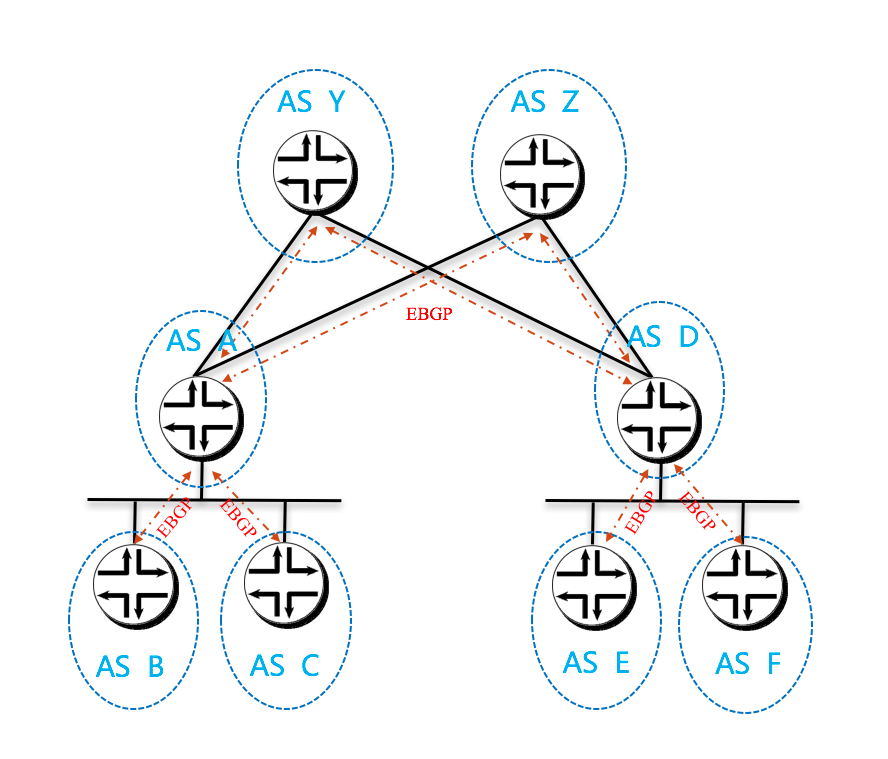 AS Y
AS Z
EBGP
AS A
AS D
EBGP
EBGP
EBGP
EBGP
AS B
AS C
AS E
AS F